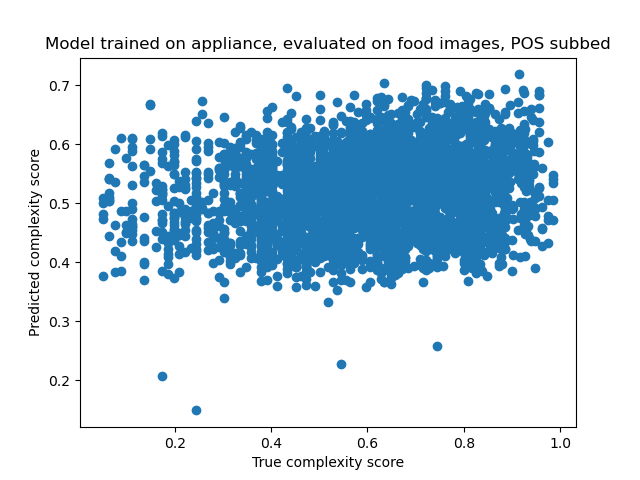 Model trained on appliance, evaluated on food images, POS subbed
0.7
0.6
0.5
0.4
0.3
0.2
Predicted complexity score
0.2 0.4 0.6 0.8 1.0
True complexity score